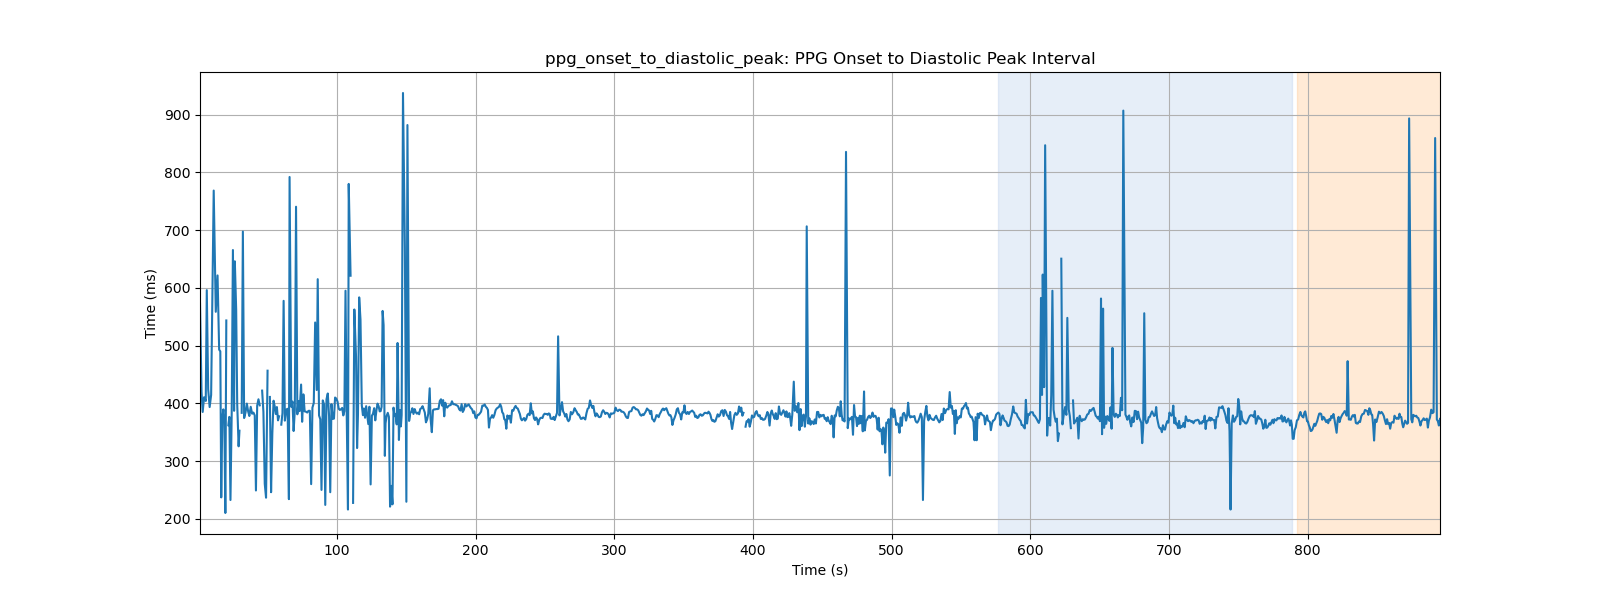 ppg_onset_to_diastolic_peak: PPG Onset to Diastolic Peak Interval
Time (ms)
900
800
700
600
500
400
300
200
100 200 300 400 500 600 700 800
Time (s)